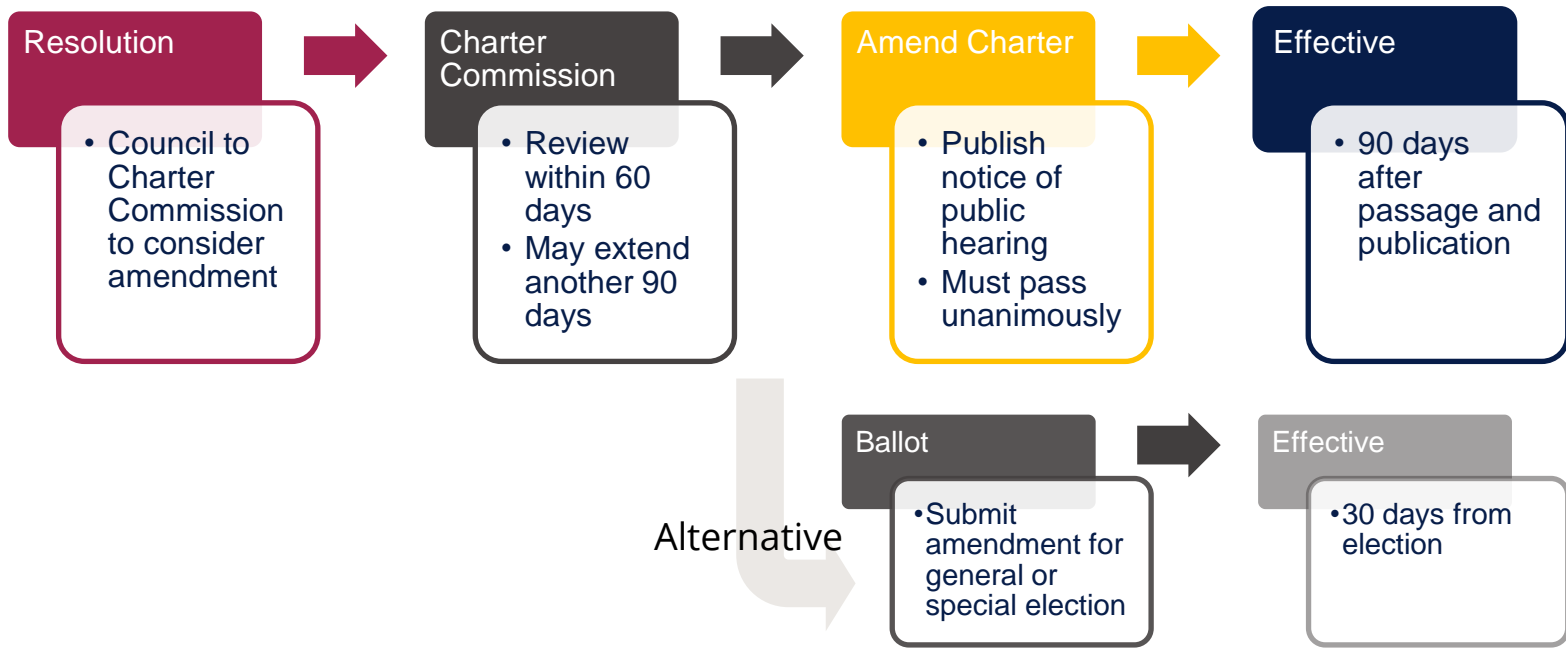 Resolution
• Council to
Charter
Commission
to consider
amendment
Charter
Commission
• Review
within 60
days
• May extend
another 90
days
Amend Charter
• Publish
notice of
public
hearing
• Must pass
unanimously
Effective
• 90 days
after
passage and
publication
Alternative
Ballot
•Submit
amendment for
general or
special election
Effective
•30 days from
election